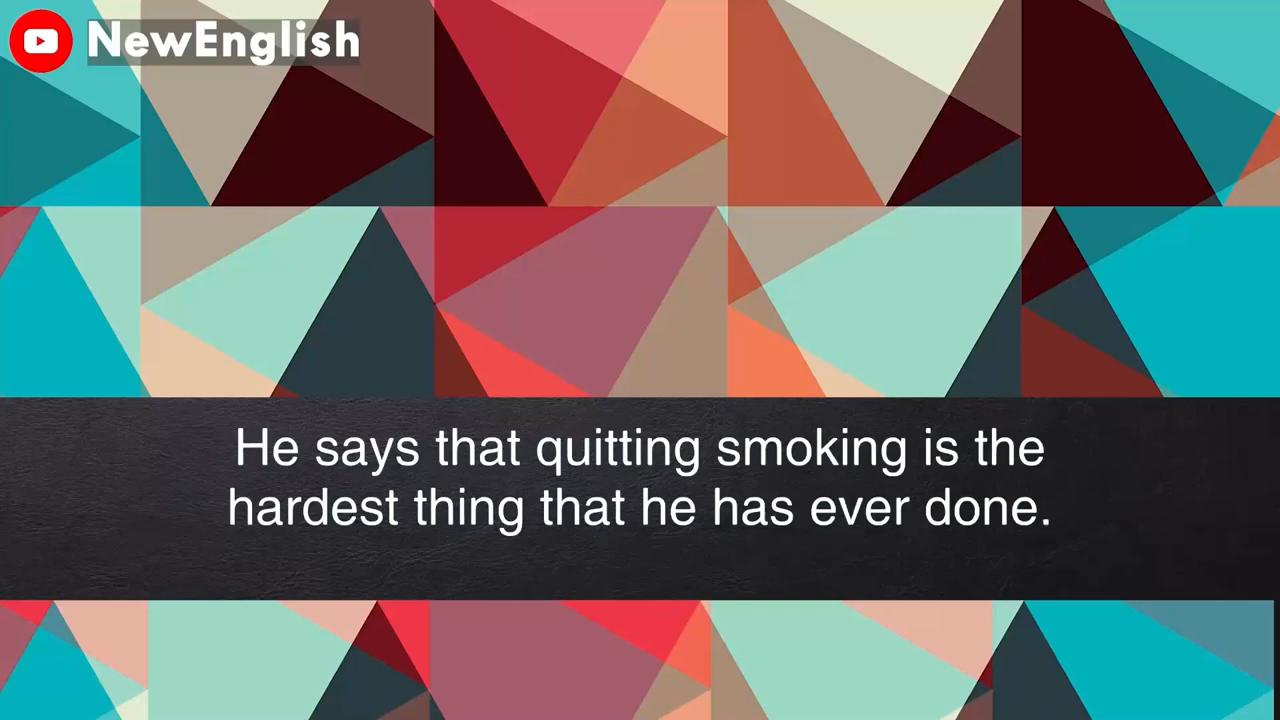 NewEnglish
He says that quitting smoking is the
hardest thing that he has ever done.